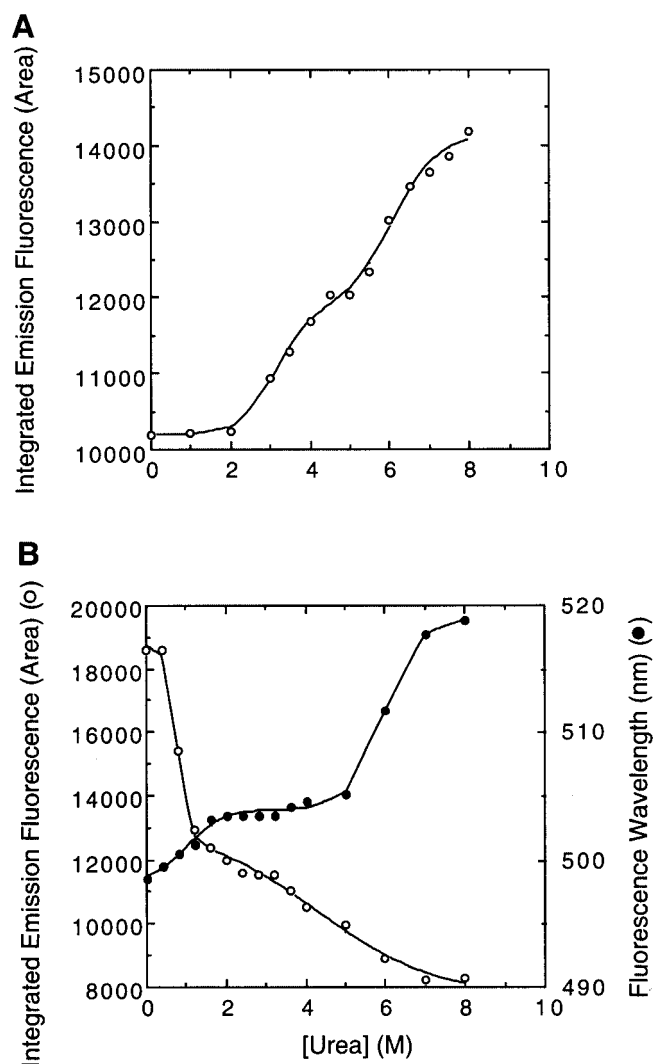 A
Integrated Emission Fluorescence (Area)
15000
14000
13000
12000
11000
10000
0 2 4 6 8 10
B
Integrated Emission Fluorescence (Area) (o)
20000
18000
16000
14000
12000
10000
8000
520
510
500
490
Fluorescence Wavelength (nm) (●)
0 2 4 6 8 10
[Urea] (M)